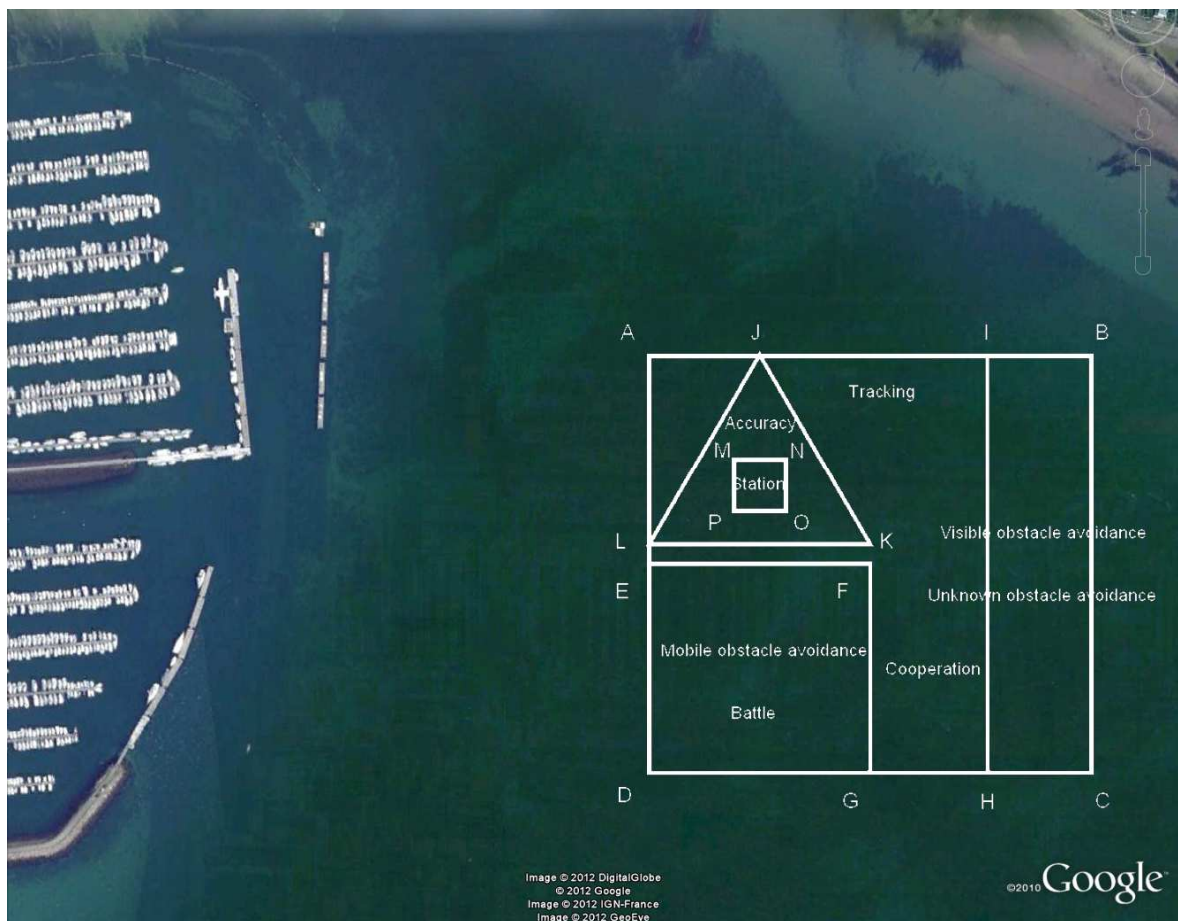 A J I B
Tracking
Accuracy
M N
Station
P O
L K
Visible obstacle avoidance
E F
Unknown obstacle avoidance
Mobile obstacle avoidance
Cooperation
Battle
D G H C
Image © 2012 DigitalGlobe
© 2012 Google
Image © 2012 IGN-France
Image © 2012 GeoEye
©2010 Google